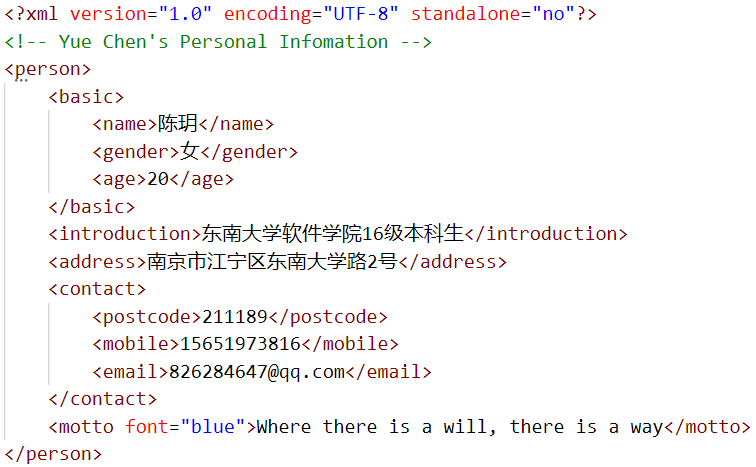 <?xml version="1.0" encoding="UTF-8" standalone="no"?>
<!-- Yue Chen's Personal Infomation -->
<person>
<basic>
<name>陈玥</name>
<gender>女</gender>
<age>20</age>
</basic>
<introduction>东南大学软件学院16级本科生</introduction>
<address>南京市江宁区东南大学路2号</address>
<contact>
<postcode>211189</postcode>
<mobile>15651973816</mobile>
<email>826284647@qq.com</email>
</contact>
<motto font="blue">Where there is a will, there is a way</motto>
</person>